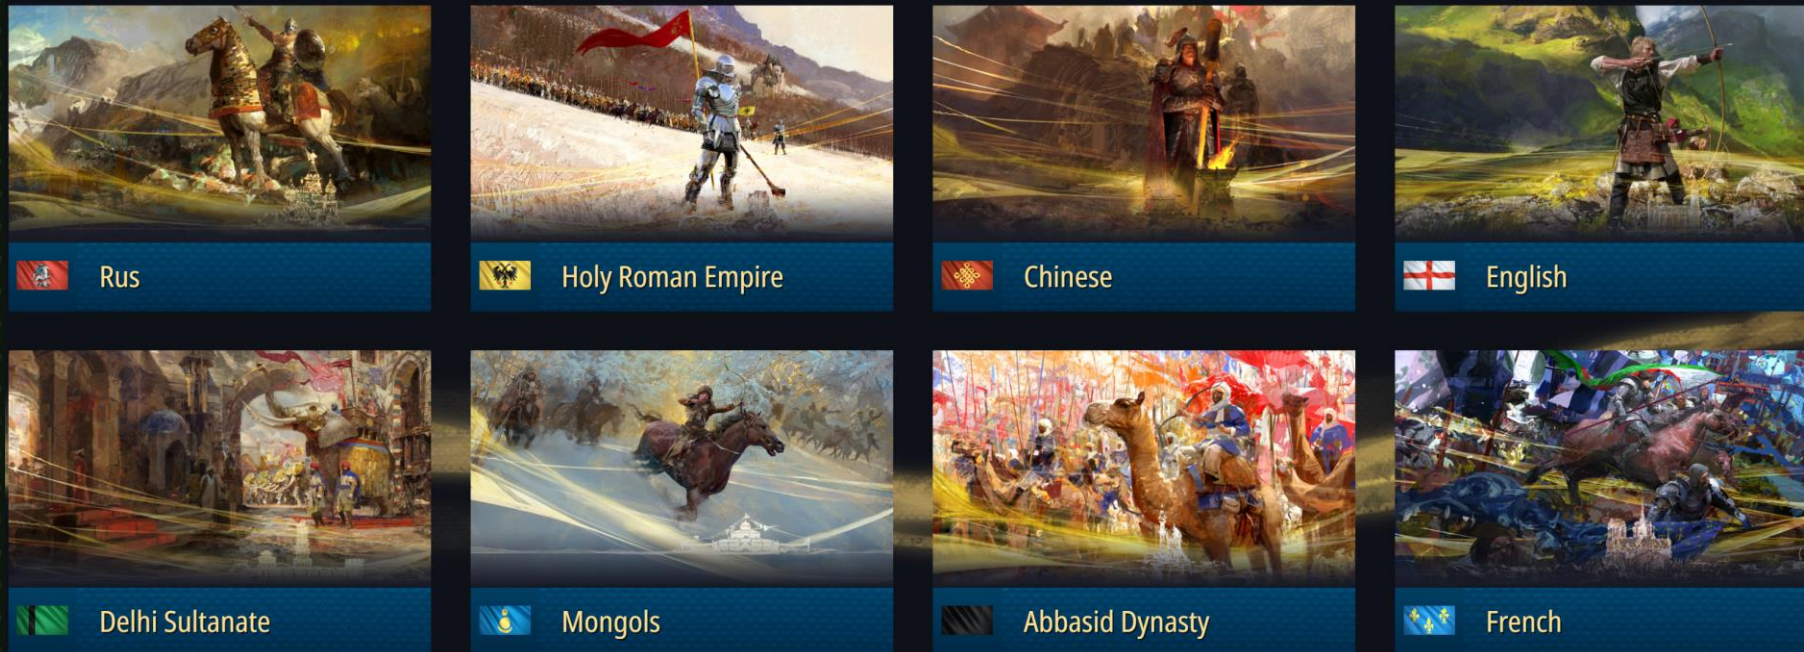 Rus
Holy Roman Empire
Chinese
English
Delhi Sultanate
Mongols
Abbasid Dynasty
French